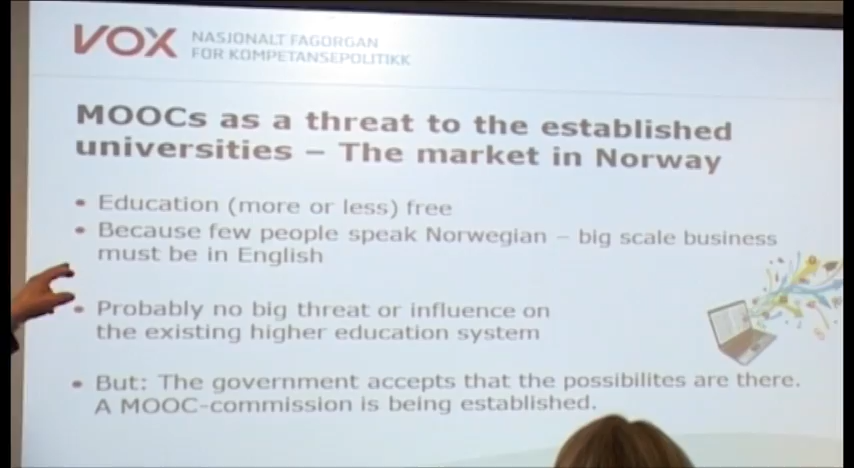 VOX
NASJONALT FAGORGAN
FOR KOMPETANSEPOLITIKK
MOOCs as a threat to the established
universities – The market in Norway
• Education (more or less) free
• Because few people speak Norwegian – big scale business
must be in English
• Probably no big threat or influence on
the existing higher education system
• But: The government accepts that the possibilites are there.
A MOOC-commission is being established.